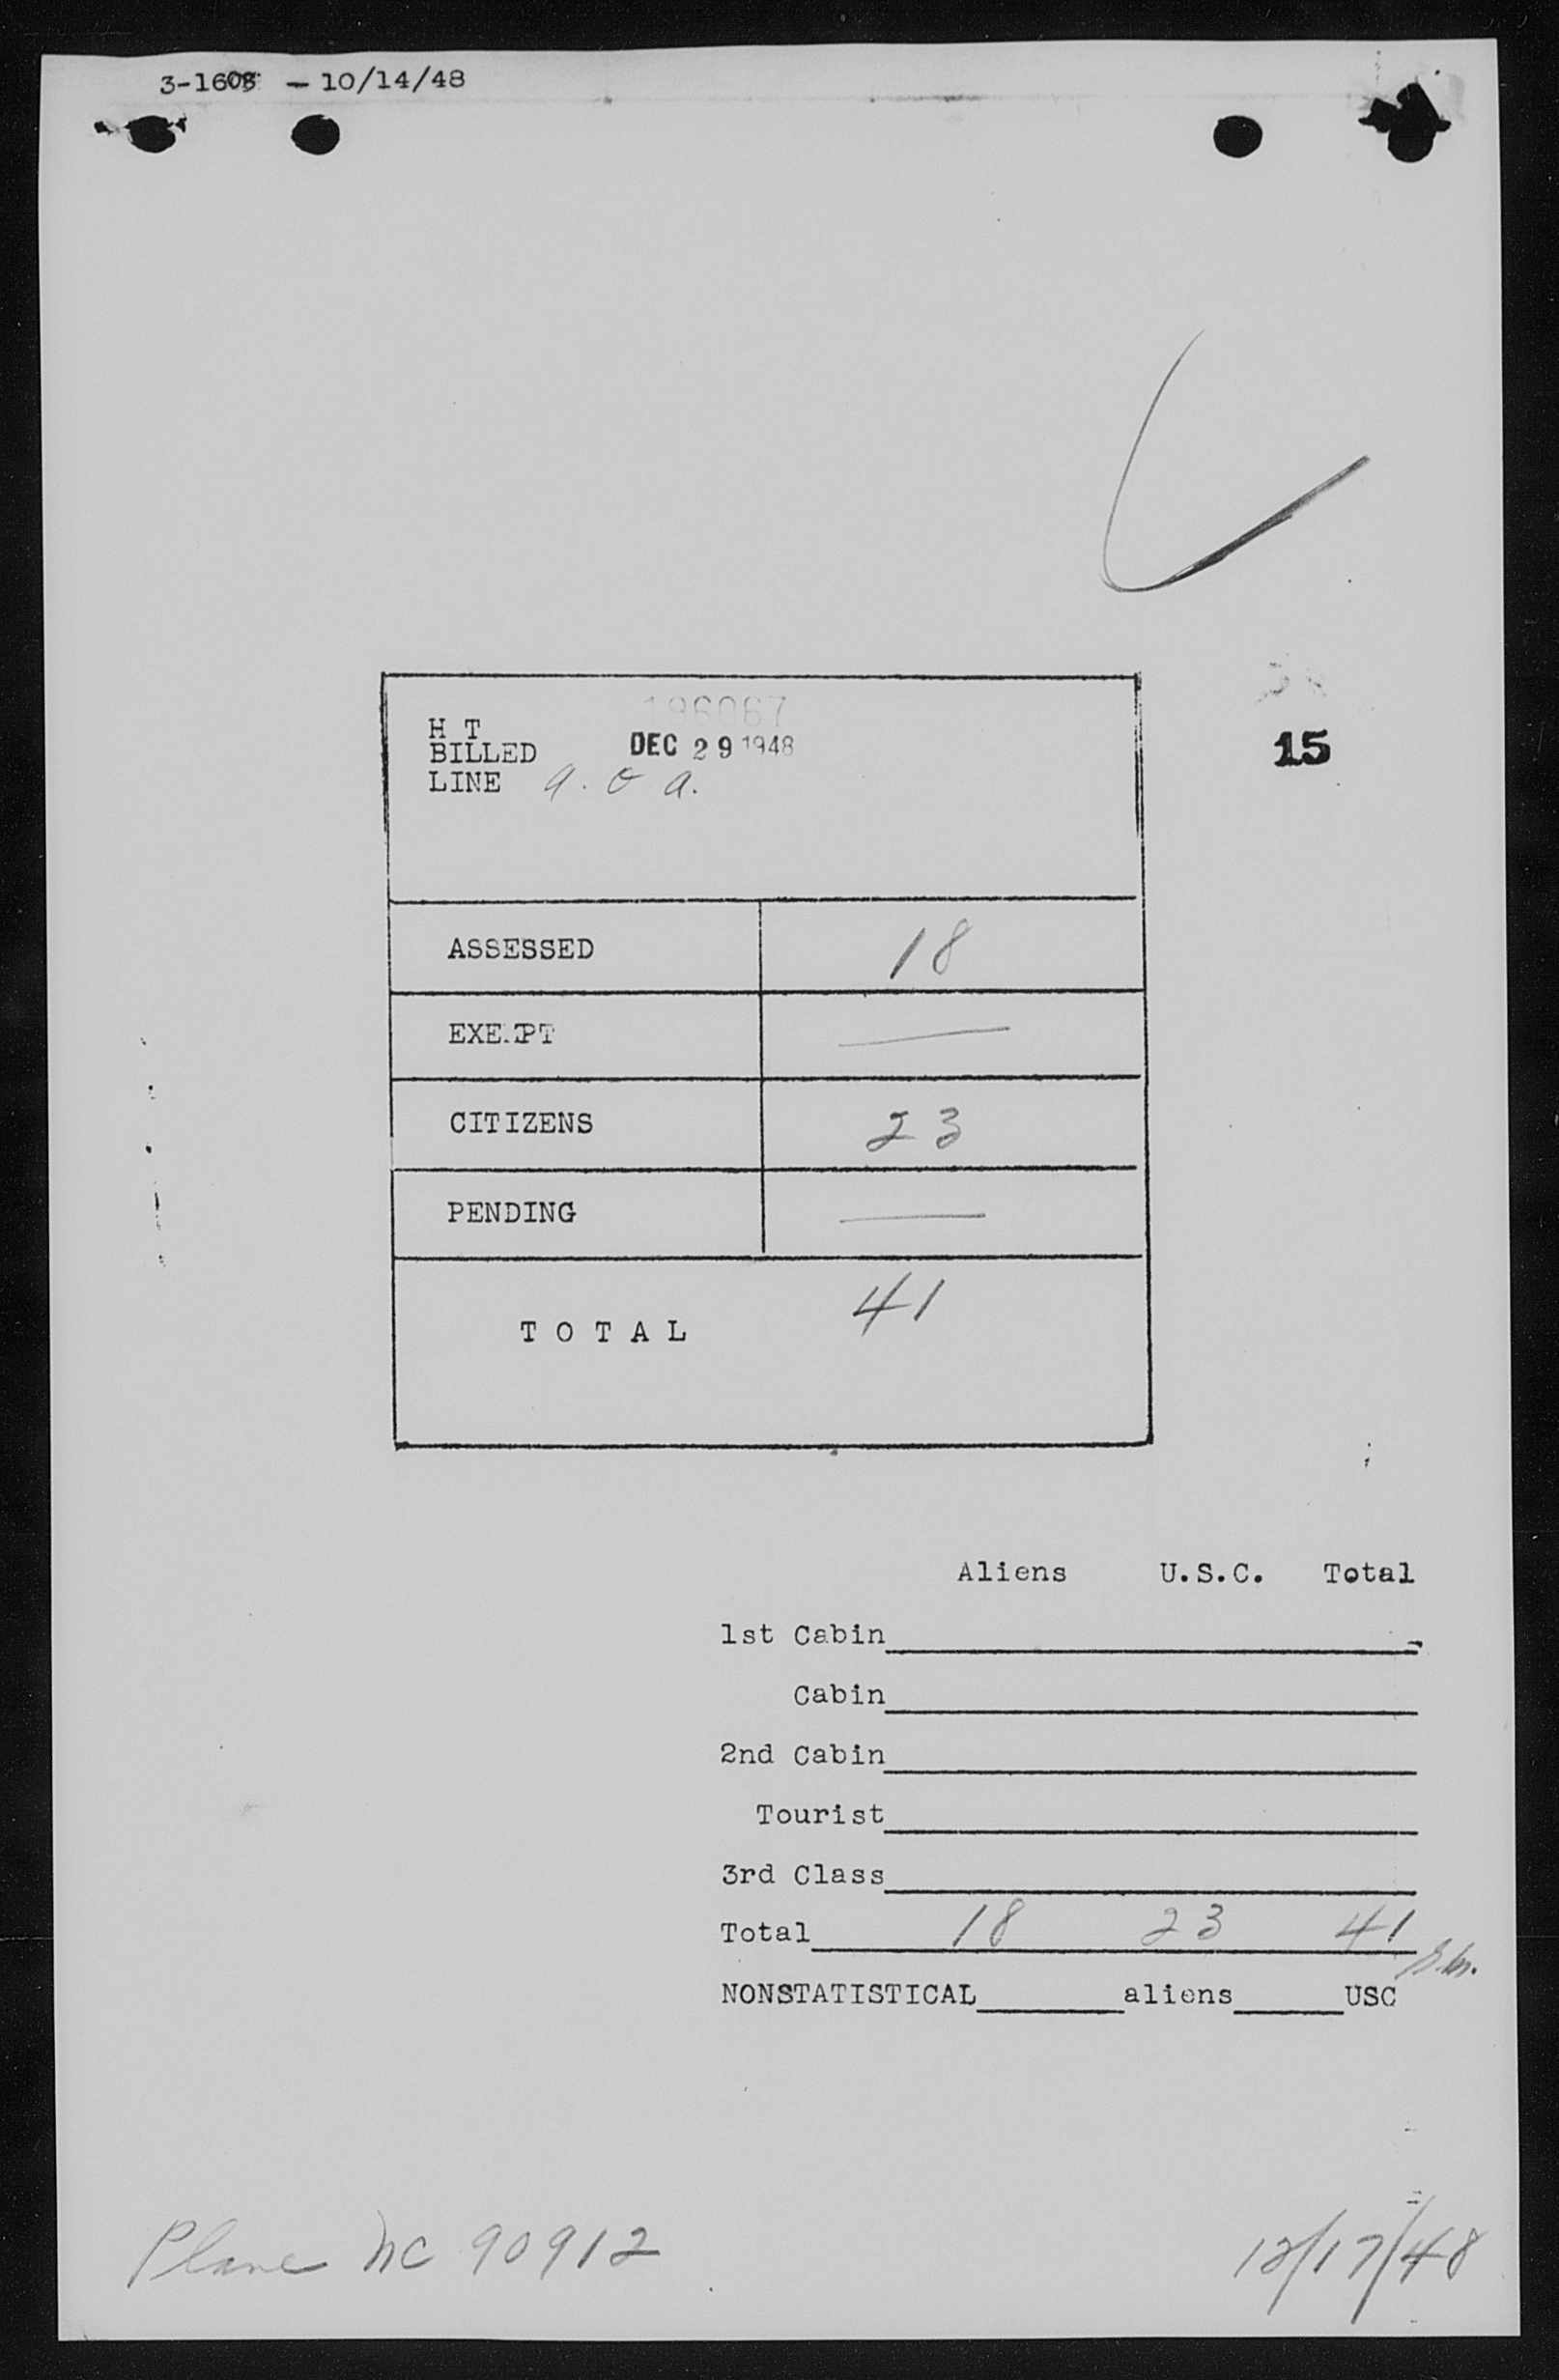 3-1608 - 10/14/48
196067
H T
BILLED DEC 29 1948
LINE a. o a.
15
ASSESSED 18
EXEMPT —
CITIZENS 23
PENDING —
TOTAL 41
Aliens U.S.C. Total
1st Cabin
Cabin
2nd Cabin
Tourist
3rd Class
Total 18 23 41
NONSTATISTICAL aliens USC
Plane NC 90912 12/17/48